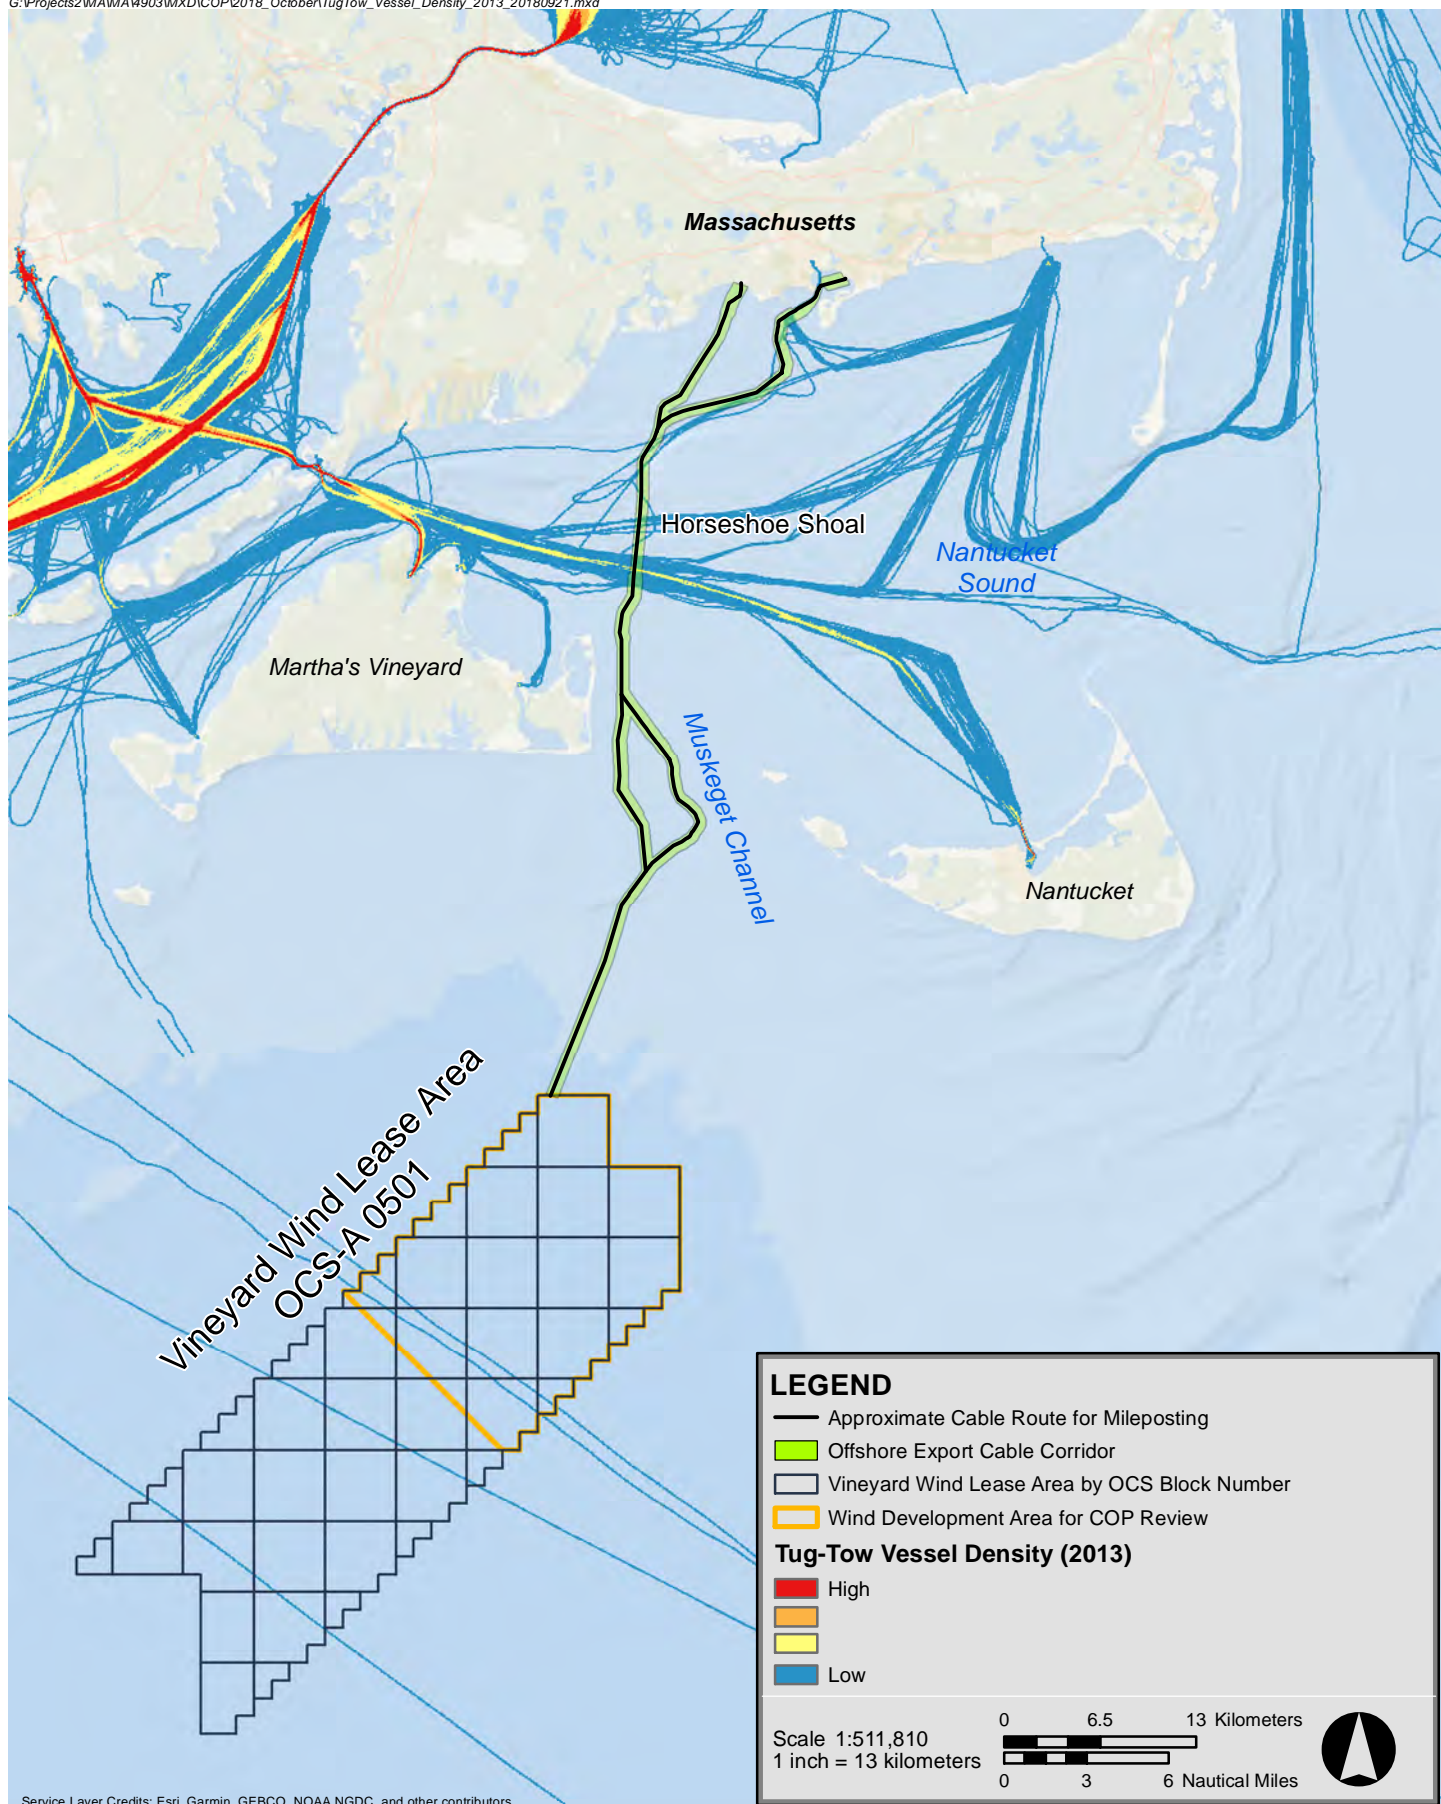 G:\Projects2\MA\MA\4903\MXD\COP\2018_October\TugTow_Vessel_Density_2013_20180921.mxd
Massachusetts
Horseshoe Shoal
Nantucket
Sound
Martha's Vineyard
Muskeget Channel
Nantucket
Vineyard Wind Lease Area
OCS-A 0501
LEGEND
Approximate Cable Route for Mileposting
Offshore Export Cable Corridor
Vineyard Wind Lease Area by OCS Block Number
Wind Development Area for COP Review
Tug-Tow Vessel Density (2013)
High
Low
Scale 1:511,810
1 inch = 13 kilometers
0 6.5 13 Kilometers
0 3 6 Nautical Miles
Service Layer Credits: Esri, Garmin, GEBCO, NOAA NGDC, and other contributors